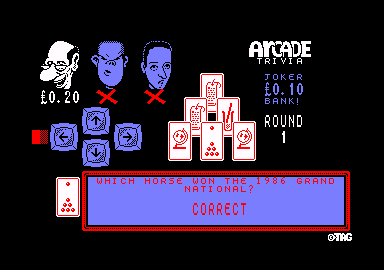 ARCADE
TRIVIA
JOKER
£0.10
BANK!
£0.20
ROUND
1
WHICH HORSE WON THE 1986 GRAND
NATIONAL?
CORRECT
©TAG